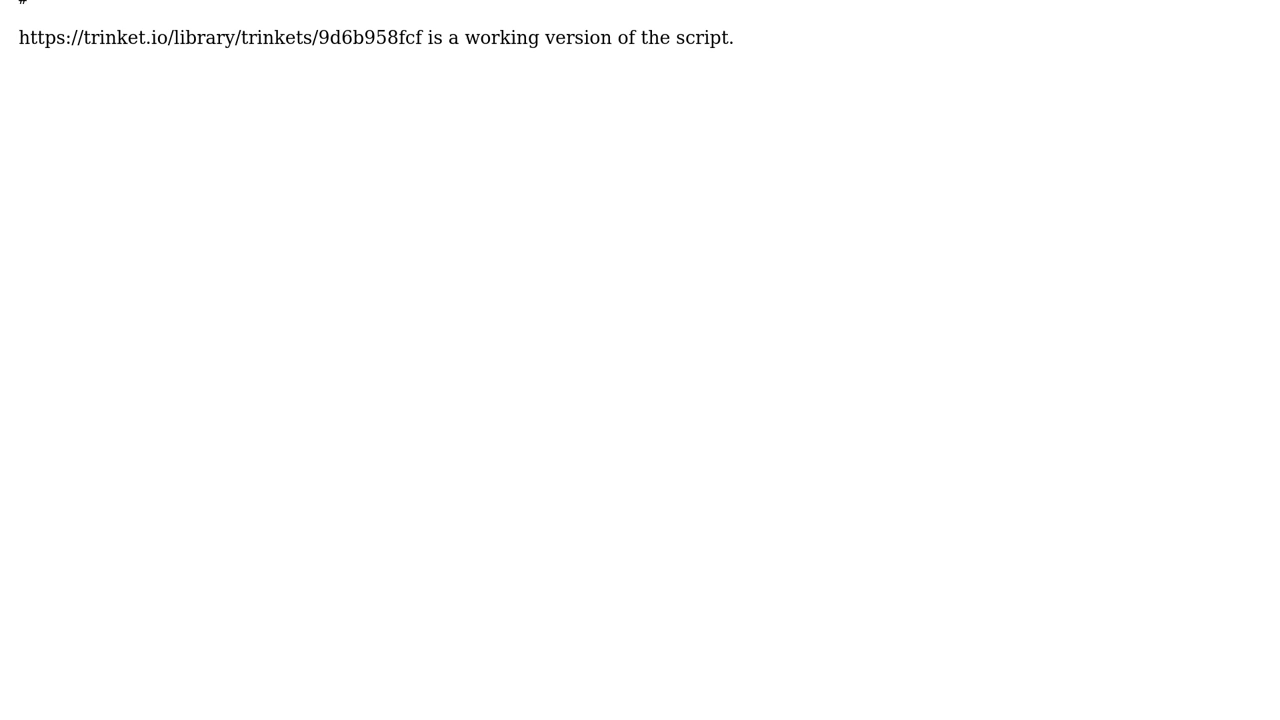 #
https://trinket.io/library/trinkets/9d6b958fcf is a working version of the script.